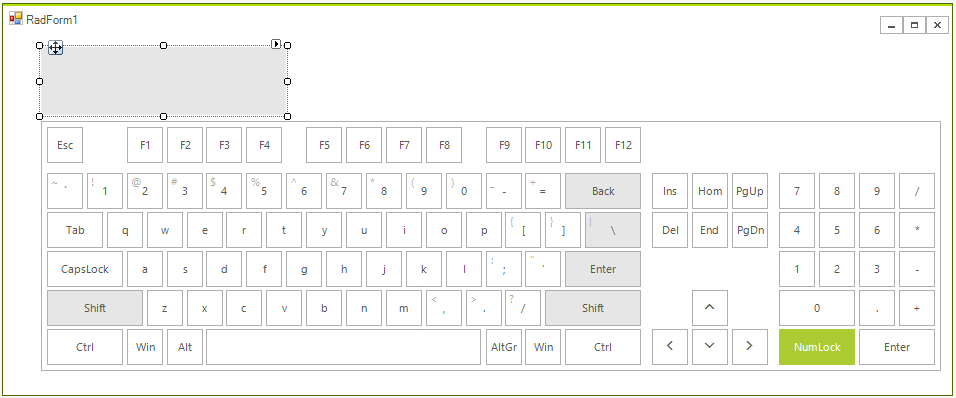 RadForm1
Esc F1 F2 F3 F4 F5 F6 F7 F8 F9 F10 F11 F12
~ ` ! 1 @ 2 # 3 $ 4 % 5 ^ 6 & 7 * 8 ( 9 ) 0 _ - + = Back Ins Hom PgUp 7 8 9 /
Tab q w e r t y u i o p { [ } ] | \ Del End PgDn 4 5 6 *
CapsLock a s d f g h j k l : ; " ' Enter 1 2 3 -
Shift z x c v b n m < , > . ? / Shift 0 . +
Ctrl Win Alt AltGr Win Ctrl NumLock Enter